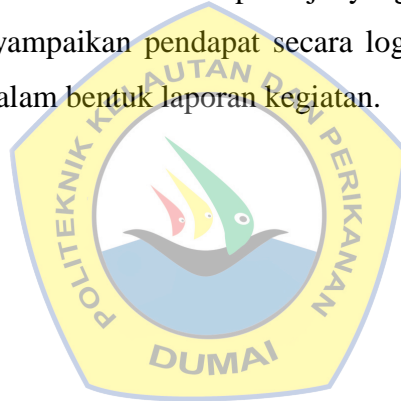 yampaikan pendapat secara log
alam bentuk laporan kegiatan.
POLITEKNIK KELAUTAN DAN PERIKANAN
DUMAI